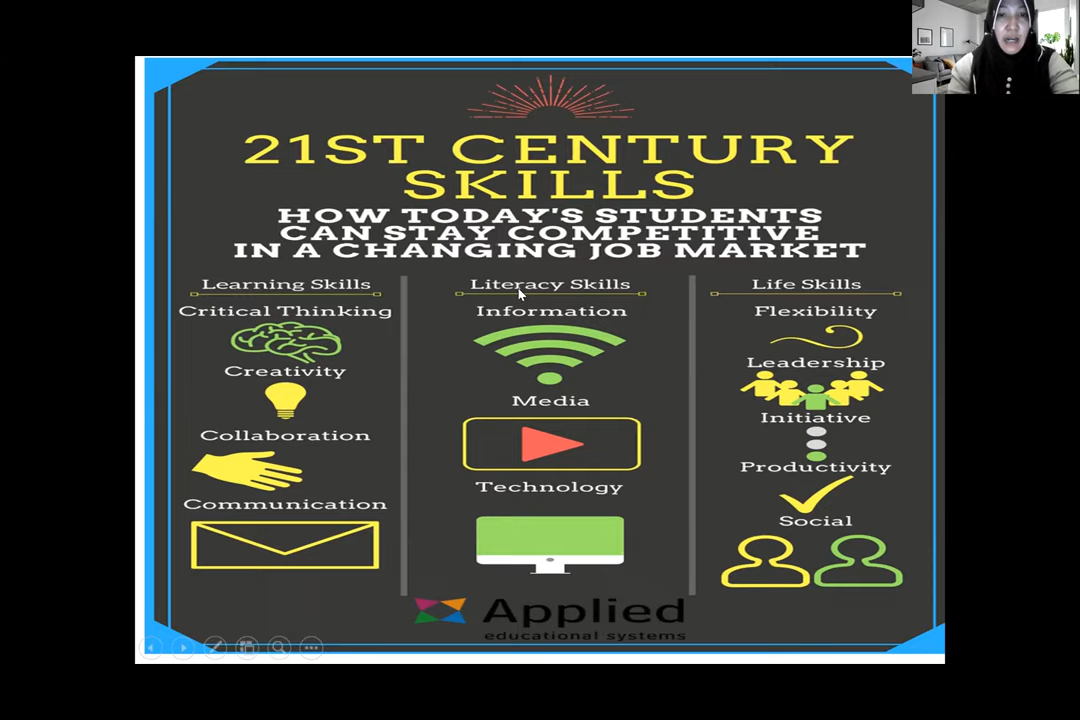 21ST CENTURY
SKILLS
HOW TODAY'S STUDENTS
CAN STAY COMPETITIVE
IN A CHANGING JOB MARKET
Learning Skills
Critical Thinking
Creativity
Collaboration
Communication
Literacy Skills
Information
Media
Technology
Life Skills
Flexibility
Leadership
Initiative
Productivity
Social
Applied
educational systems